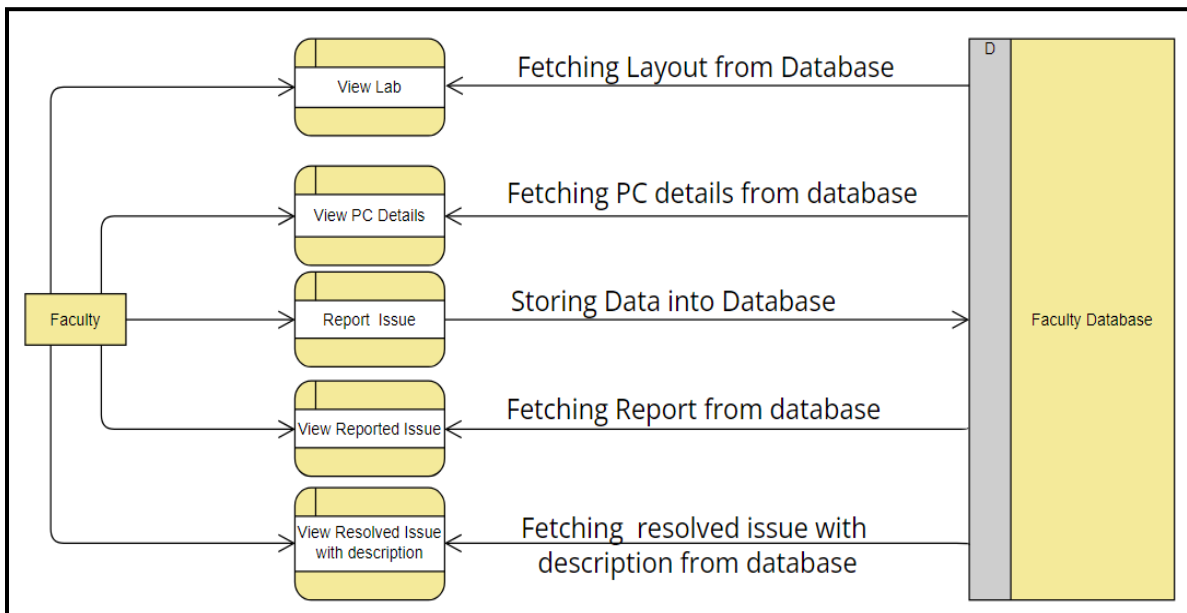 D
Fetching Layout from Database
View Lab
Fetching PC details from database
View PC Details
Faculty
Report  Issue
Storing Data into Database
Faculty Database
Fetching Report from database
View Reported Issue
View Resolved Issue
with description
Fetching  resolved issue with
description from database